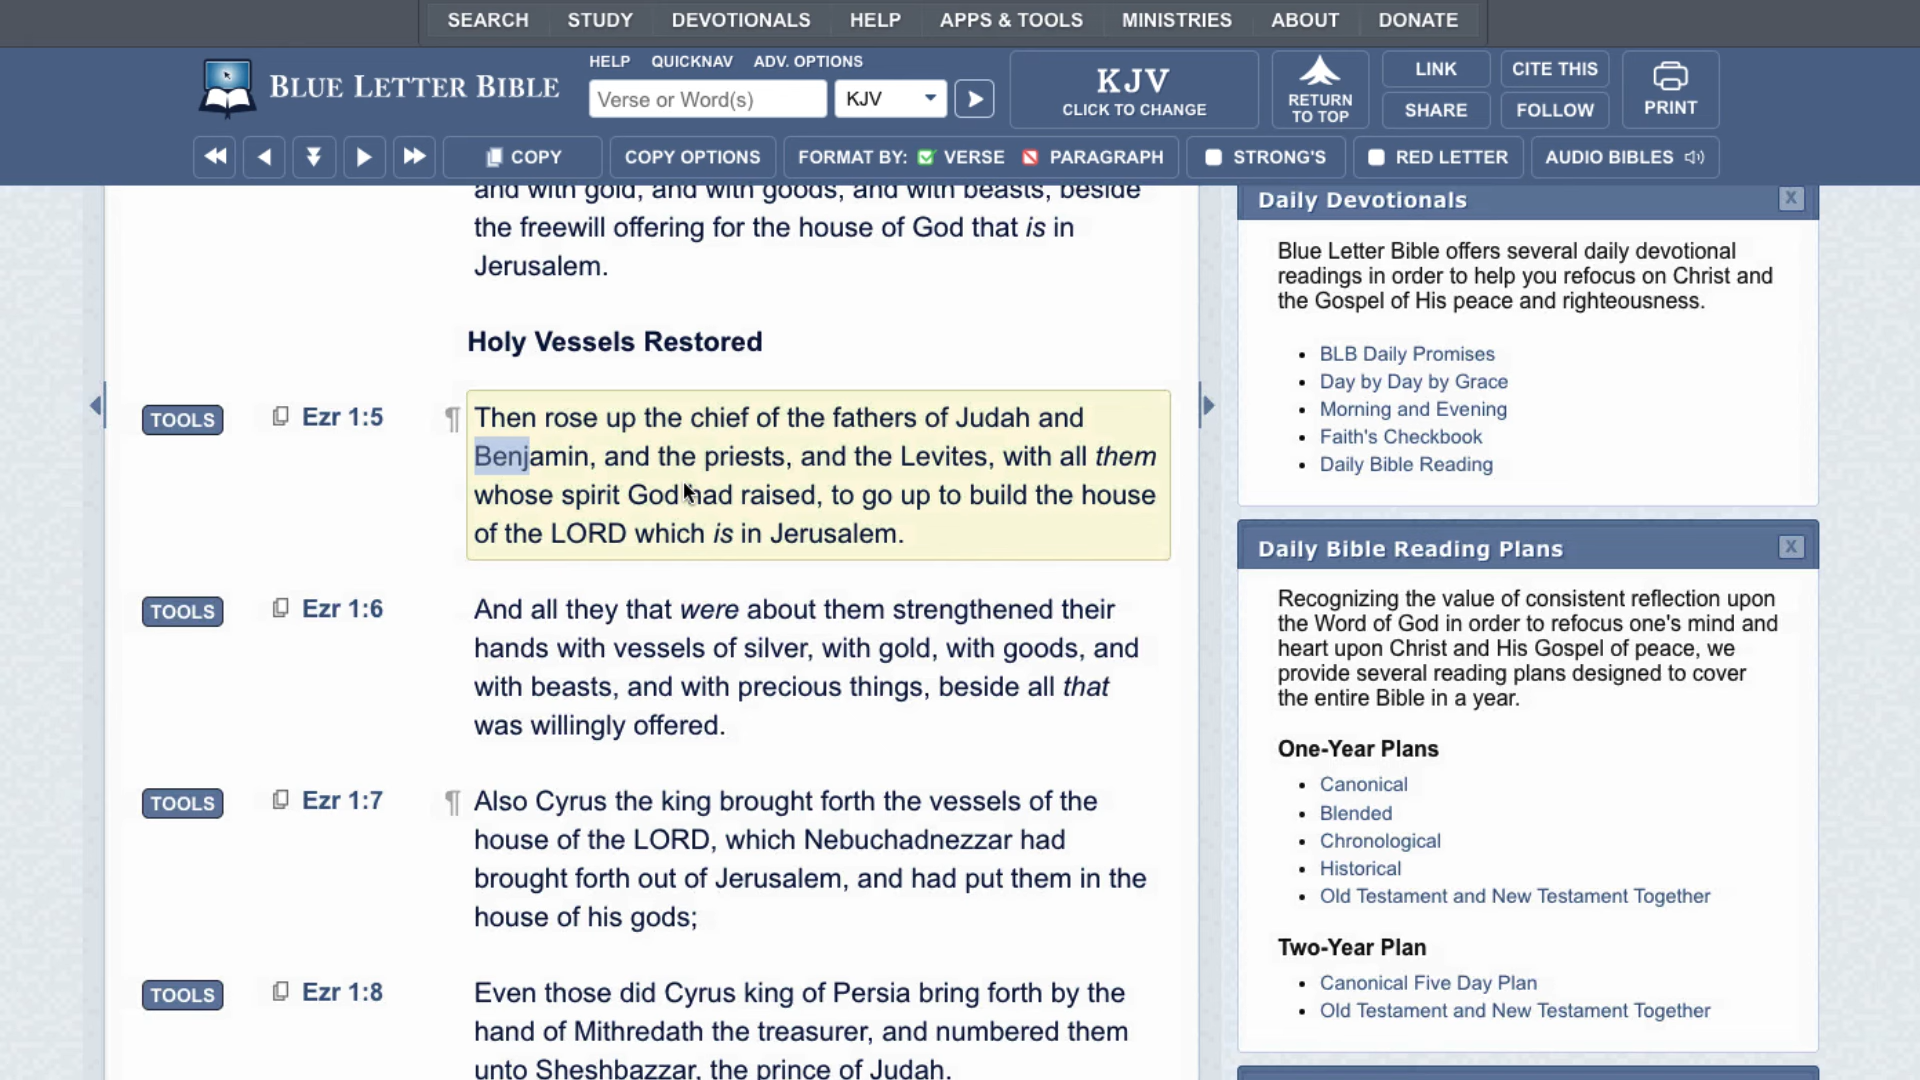 SEARCH STUDY DEVOTIONALS HELP APPS & TOOLS MINISTRIES ABOUT DONATE
BLUE LETTER BIBLE
HELP QUICKNAV ADV. OPTIONS
Verse or Word(s) KJV
KJV
CLICK TO CHANGE
RETURN
TO TOP
LINK CITE THIS
SHARE FOLLOW
PRINT
COPY COPY OPTIONS FORMAT BY: VERSE PARAGRAPH STRONG'S RED LETTER AUDIO BIBLES
and with gold, and with goods, and with beasts, beside
the freewill offering for the house of God that is in
Jerusalem.
Holy Vessels Restored
TOOLS Ezr 1:5 ¶ Then rose up the chief of the fathers of Judah and
Benjamin, and the priests, and the Levites, with all them
whose spirit God had raised, to go up to build the house
of the LORD which is in Jerusalem.
TOOLS Ezr 1:6 And all they that were about them strengthened their
hands with vessels of silver, with gold, with goods, and
with beasts, and with precious things, beside all that
was willingly offered.
TOOLS Ezr 1:7 ¶ Also Cyrus the king brought forth the vessels of the
house of the LORD, which Nebuchadnezzar had
brought forth out of Jerusalem, and had put them in the
house of his gods;
TOOLS Ezr 1:8 Even those did Cyrus king of Persia bring forth by the
hand of Mithredath the treasurer, and numbered them
unto Sheshbazzar, the prince of Judah.
Daily Devotionals X
Blue Letter Bible offers several daily devotional
readings in order to help you refocus on Christ and
the Gospel of His peace and righteousness.
• BLB Daily Promises
• Day by Day by Grace
• Morning and Evening
• Faith's Checkbook
• Daily Bible Reading
Daily Bible Reading Plans X
Recognizing the value of consistent reflection upon
the Word of God in order to refocus one's mind and
heart upon Christ and His Gospel of peace, we
provide several reading plans designed to cover
the entire Bible in a year.
One-Year Plans
• Canonical
• Blended
• Chronological
• Historical
• Old Testament and New Testament Together
Two-Year Plan
• Canonical Five Day Plan
• Old Testament and New Testament Together